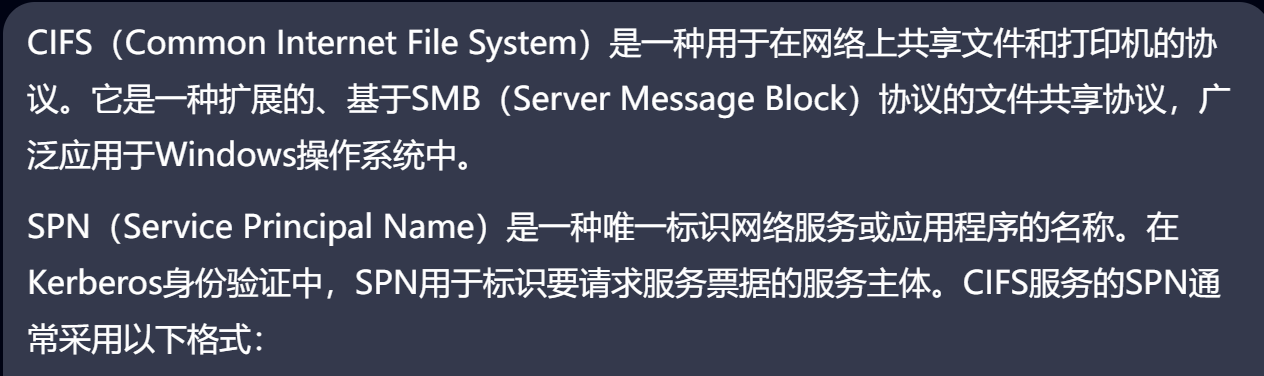 CIFS（Common Internet File System）是一种用于在网络上共享文件和打印机的协
议。它是一种扩展的、基于SMB（Server Message Block）协议的文件共享协议，广
泛应用于Windows操作系统中。
SPN（Service Principal Name）是一种唯一标识网络服务或应用程序的名称。在
Kerberos身份验证中，SPN用于标识要请求服务票据的服务主体。CIFS服务的SPN通
常采用以下格式：